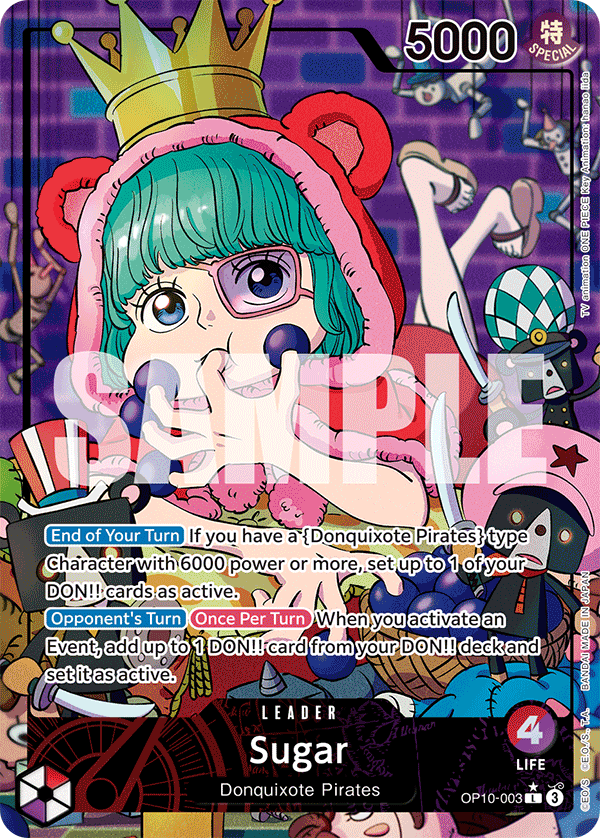 5000
特
SPECIAL
TV animation ONE PIECE Key Animation: hanao iida
SAMPLE
End of Your Turn If you have a {Donquixote Pirates} type
Character with 6000 power or more, set up to 1 of your
DON!! cards as active.
Opponent's Turn Once Per Turn When you activate an
Event, add up to 1 DON!! card from your DON!! deck and
set it as active.
©E.O./S. ©E.O./S., T.A. BANDAI MADE IN JAPAN
LEADER
Sugar
Donquixote Pirates
4
LIFE
OP10-003 L 3